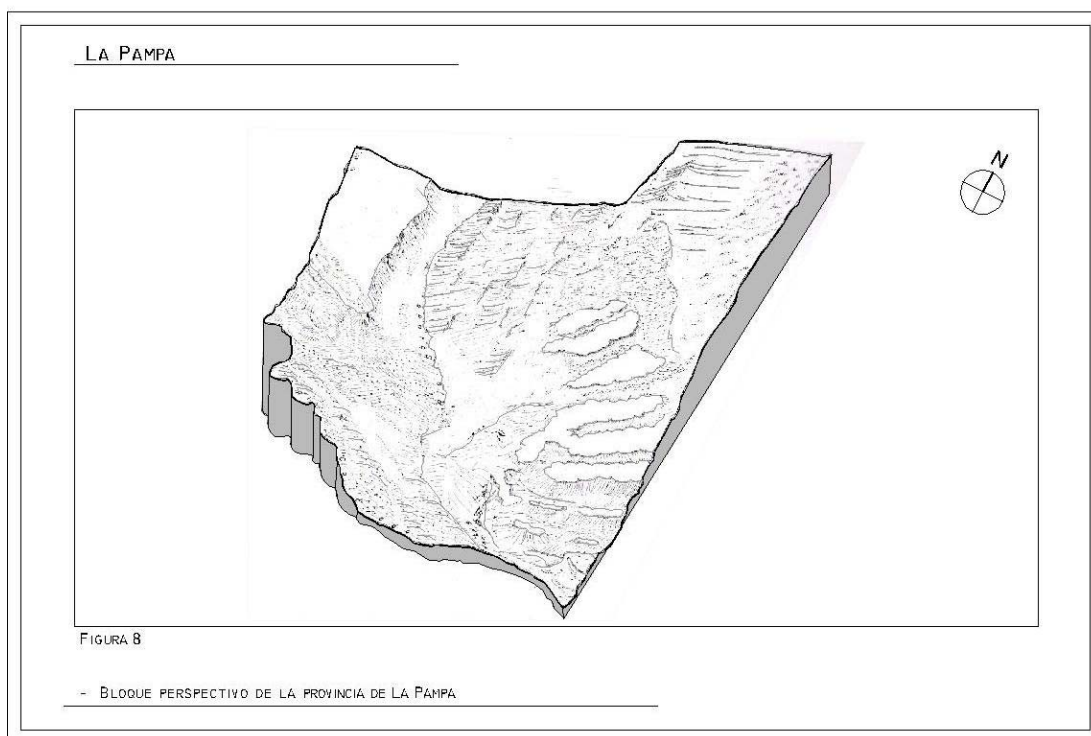 LA PAMPA
N
FIGURA 8
- BLOQUE PERSPECTIVO DE LA PROVINCIA DE LA PAMPA